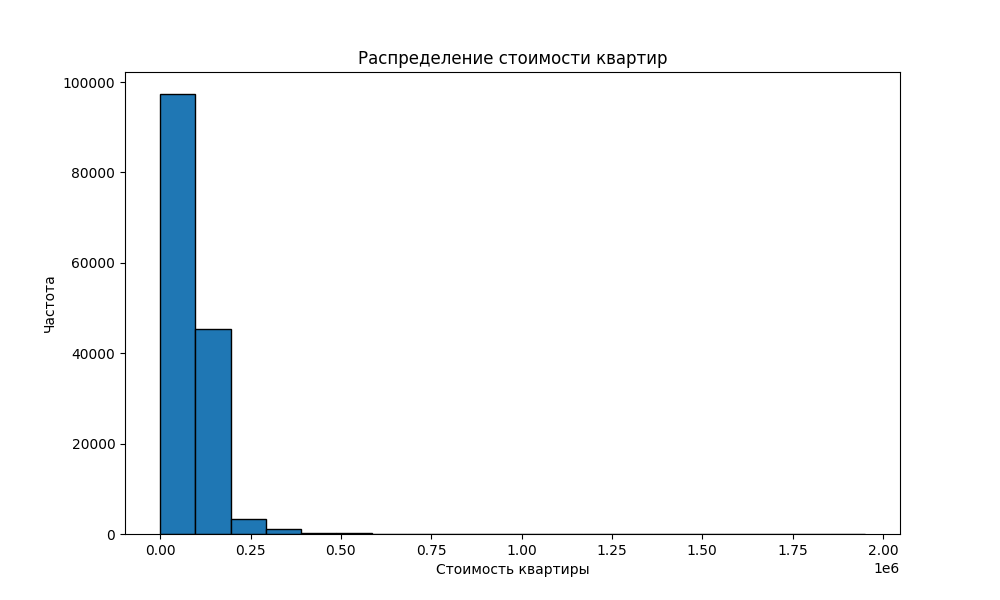 Распределение стоимости квартир
100000
80000
60000
40000
20000
0
Частота
0.00 0.25 0.50 0.75 1.00 1.25 1.50 1.75 2.00
1e6
Стоимость квартиры